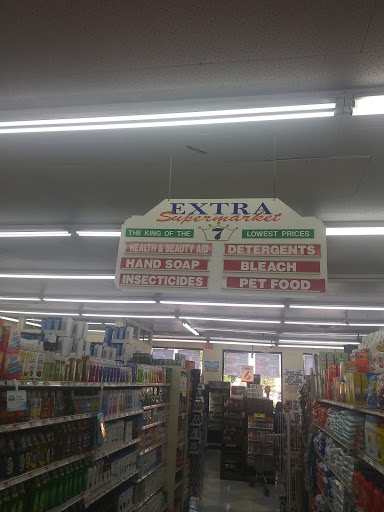 EXTRA
Supermarket
THE KING OF THE 7 LOWEST PRICES
HEALTH & BEAUTY AID DETERGENTS
HAND SOAP BLEACH
INSECTICIDES PET FOOD